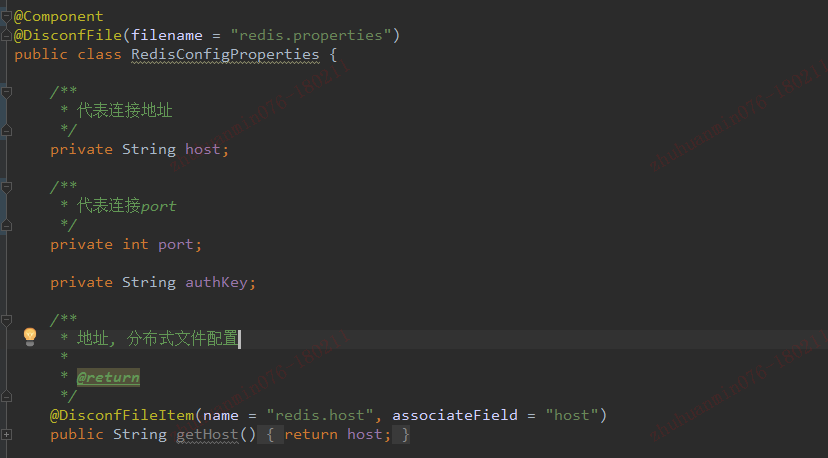 @Component
@DisconfFile(filename = "redis.properties")
public class RedisConfigProperties {
/**
* 代表连接地址
*/
private String host;
/**
* 代表连接port
*/
private int port;
private String authKey;
/**
* 地址, 分布式文件配置
*
* @return
*/
@DisconfFileItem(name = "redis.host", associateField = "host")
public String getHost() { return host; }